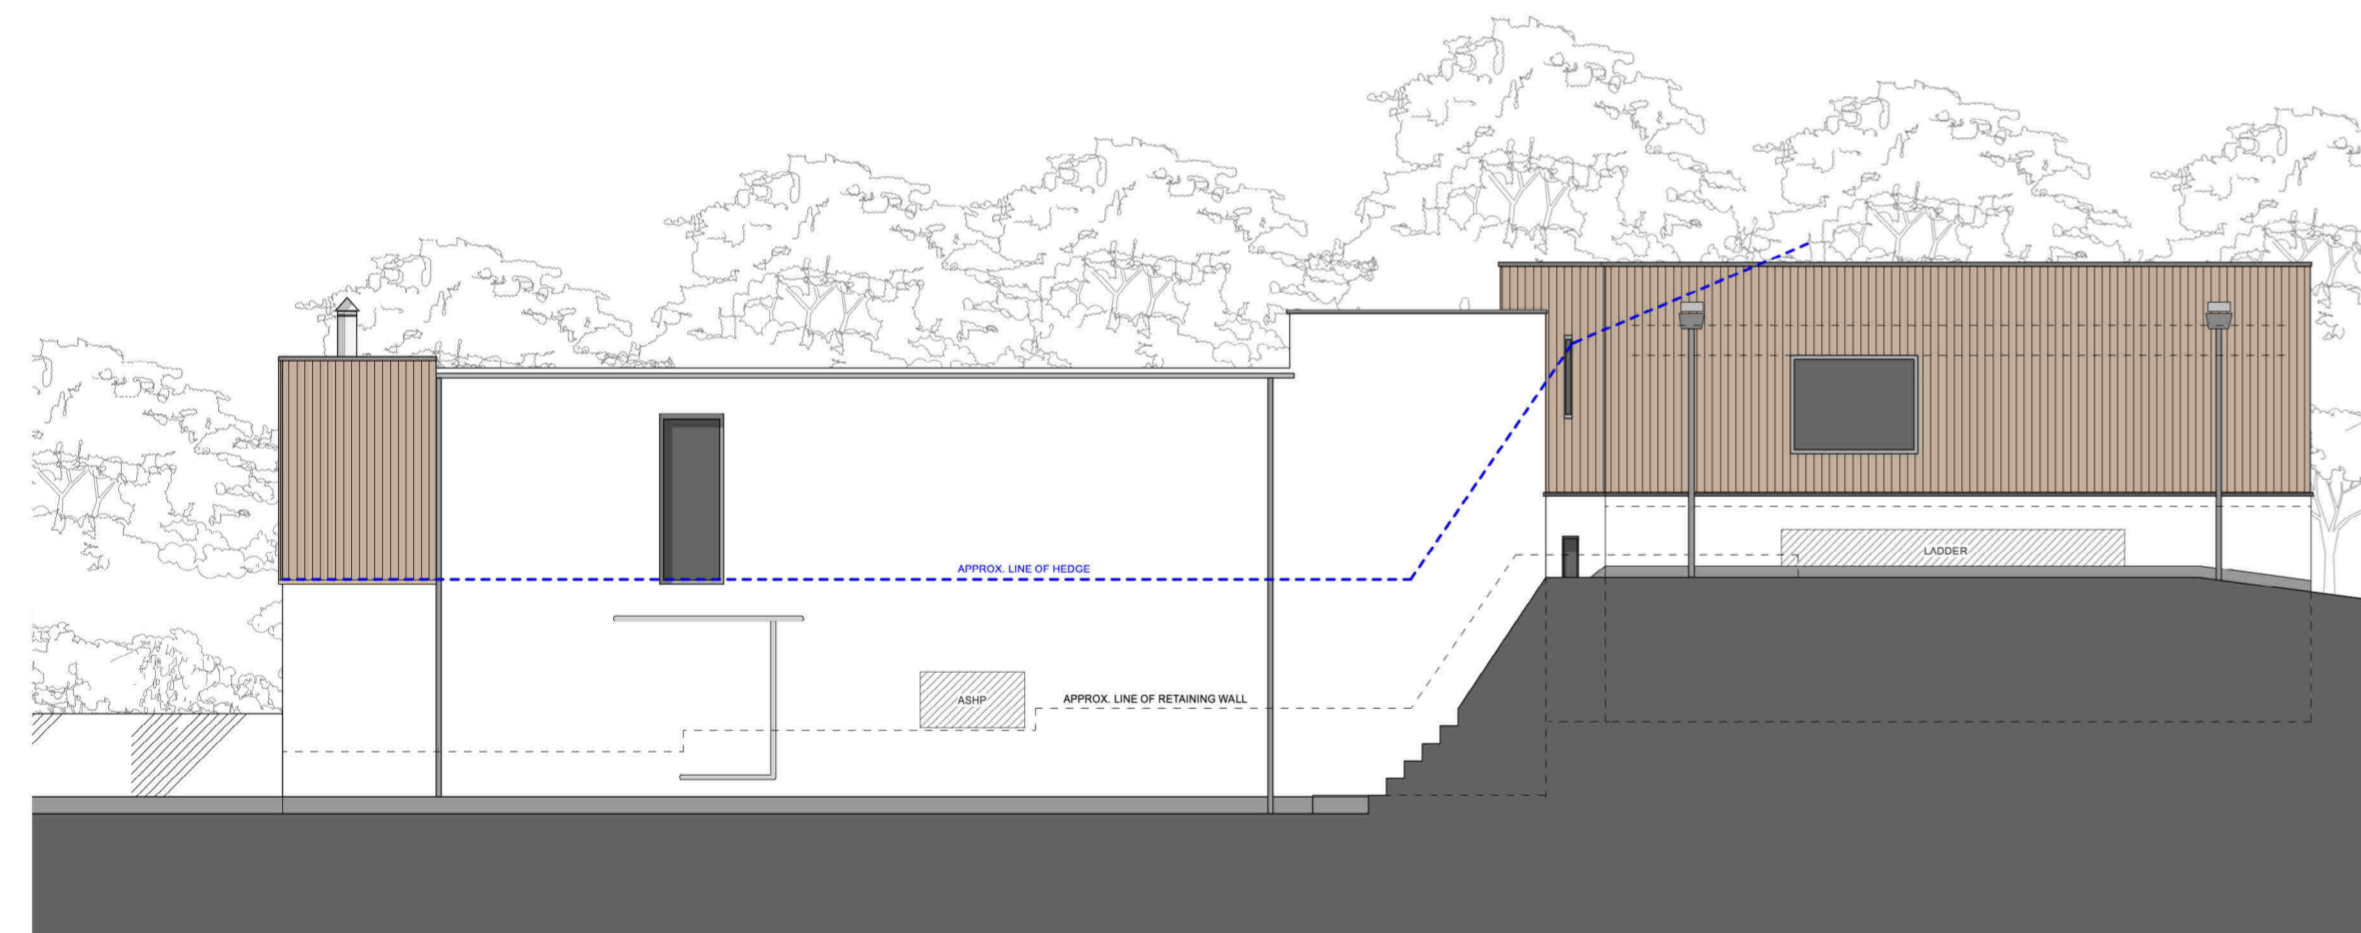 APPROX. LINE OF HEDGE
LADDER
ASHP
APPROX. LINE OF RETAINING WALL